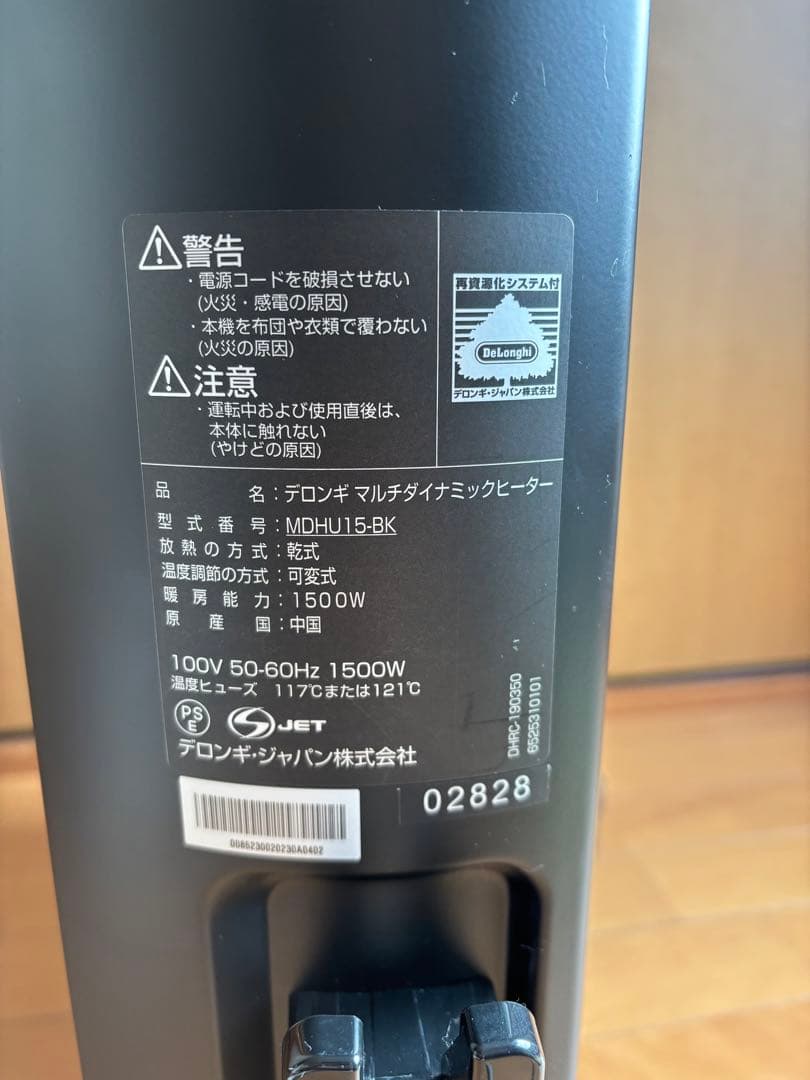 警告
・電源コードを破損させない
(火災・感電の原因)
・本機を布団や衣類で覆わない
(火災の原因)
注意
・運転中および使用直後は、
本体に触れない
(やけどの原因)
再資源化システム付
DeLonghi
デロンギ・ジャパン株式会社
品名：デロンギ マルチダイナミックヒーター
型式番号：MDHU15-BK
放熱の方式：乾式
温度調節の方式：可変式
暖房能力：1500W
原産国：中国
100V 50-60Hz 1500W
温度ヒューズ 117℃または121℃
PS
E
S JET
デロンギ・ジャパン株式会社
DHRC-190350
6525310101
02828
0085230020230A0402